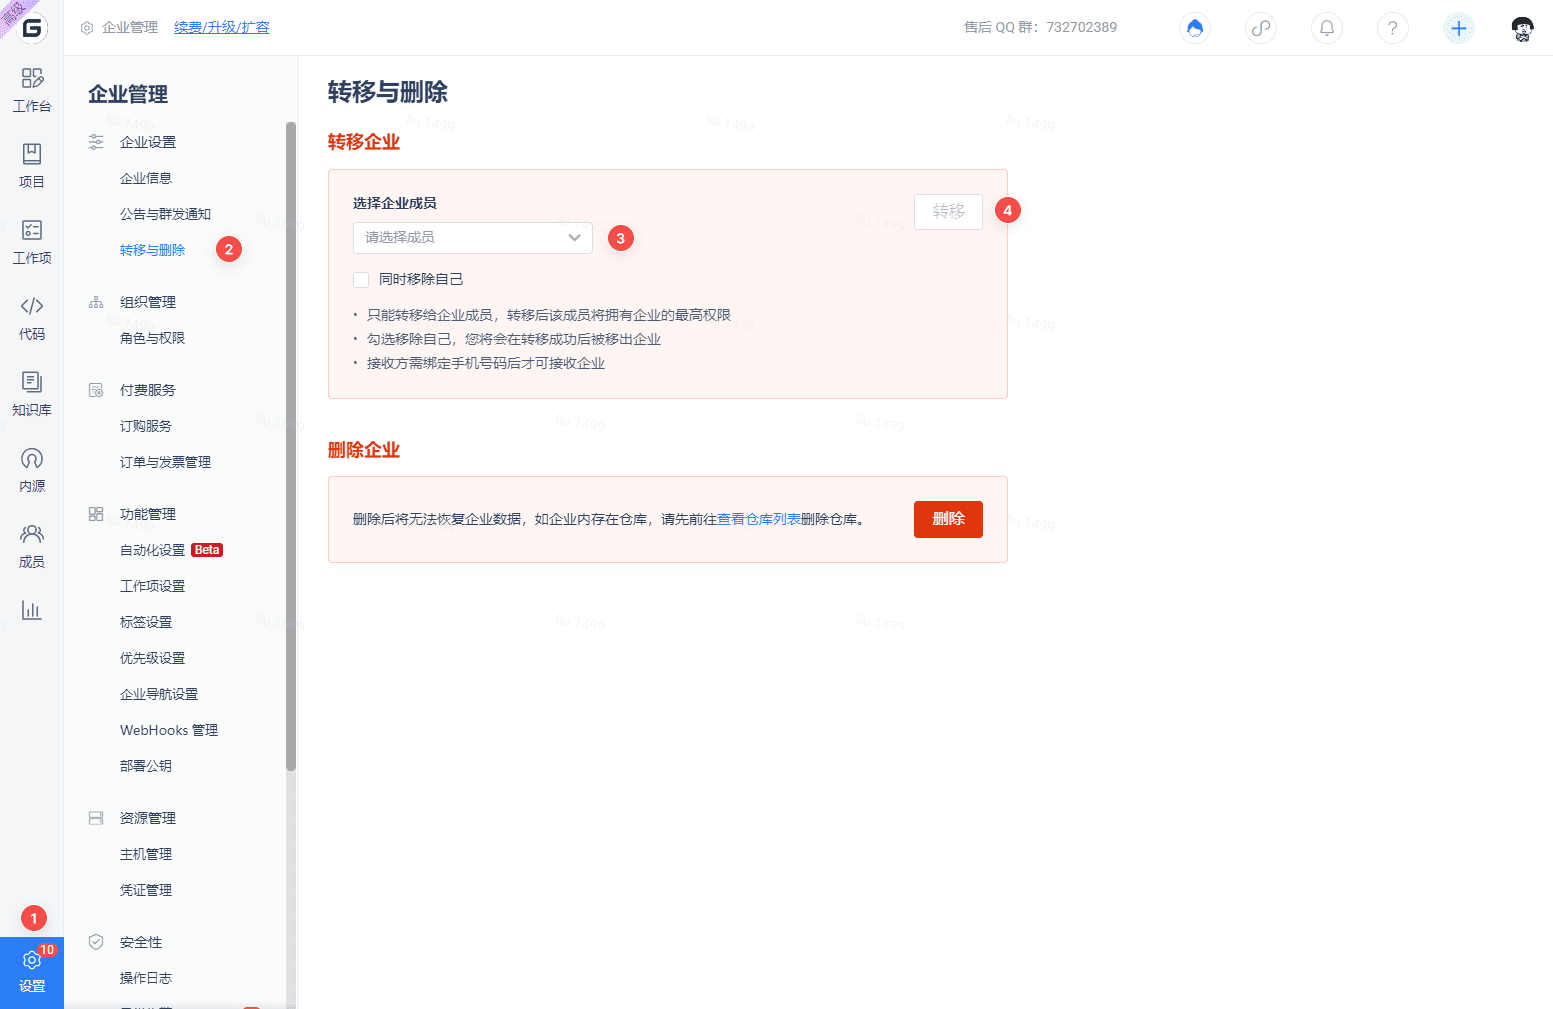 高级
企业管理 续费/升级/扩容
售后 QQ 群：732702389
工作台
项目
工作项
代码
知识库
内源
成员
1
10
设置
企业管理
企业设置
企业信息
公告与群发通知
转移与删除 2
组织管理
角色与权限
付费服务
订购服务
订单与发票管理
功能管理
自动化设置 Beta
工作项设置
标签设置
优先级设置
企业导航设置
WebHooks 管理
部署公钥
资源管理
主机管理
凭证管理
安全性
操作日志
转移与删除
转移企业
选择企业成员
请选择成员 3
转移 4
同时移除自己
· 只能转移给企业成员，转移后该成员将拥有企业的最高权限
· 勾选移除自己，您将会在转移成功后被移出企业
· 接收方需绑定手机号码后才可接收企业
删除企业
删除后将无法恢复企业数据，如企业内存在仓库，请先前往查看仓库列表删除仓库。
删除
liu 1499